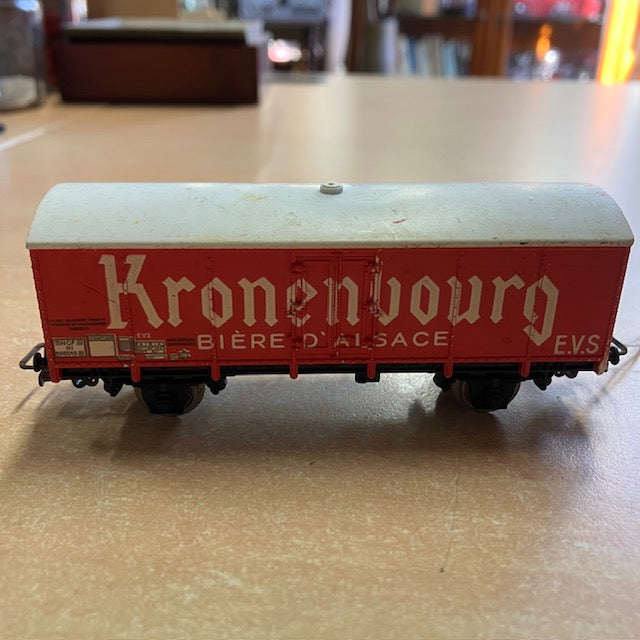 Kronenbourg
BIÈRE D'ALSACE
E.V.S
E.V.S
SNCF